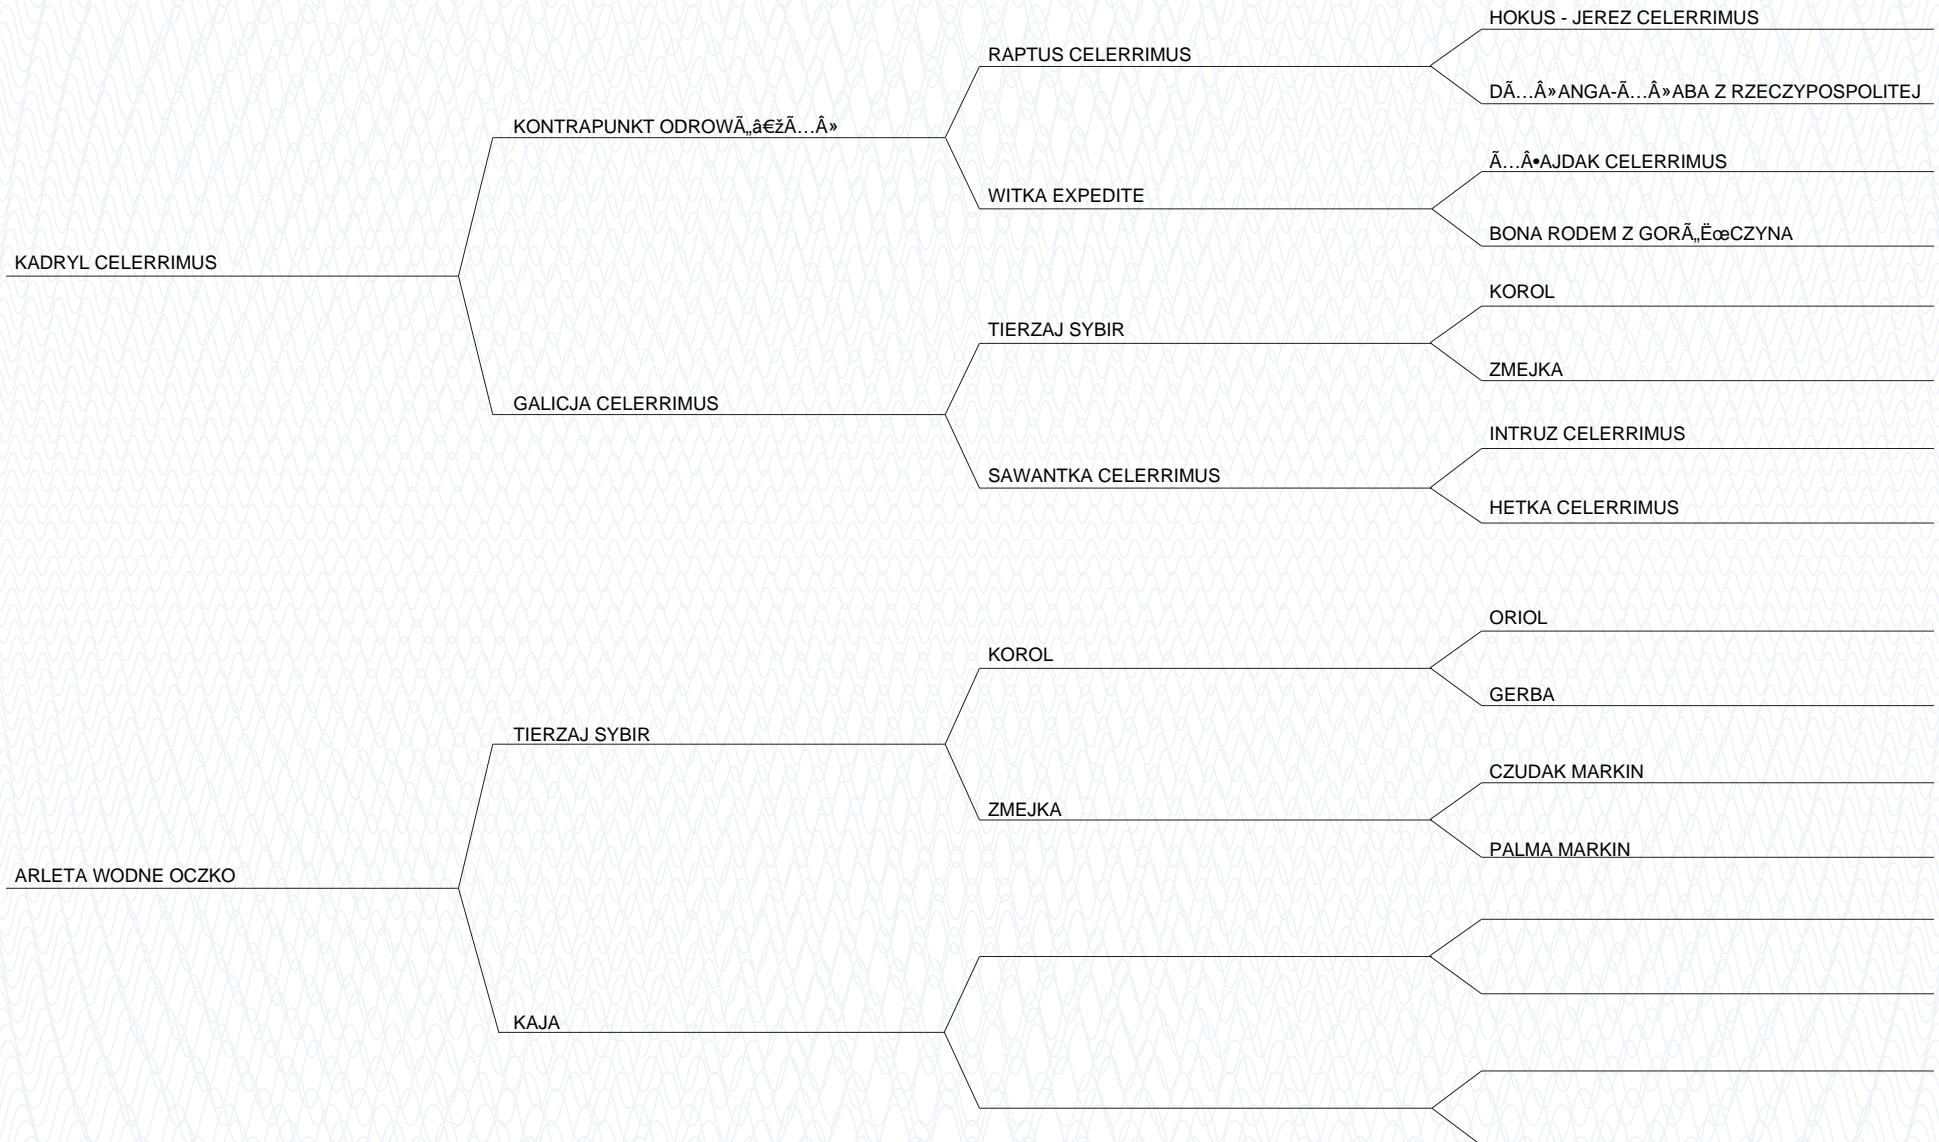 HOKUS - JEREZ CELERRIMUS
RAPTUS CELERRIMUS
DÃ…Â»ANGA-Ã…Â»ABA Z RZECZYPOSPOLITEJ
KONTRAPUNKT ODROWÃ„â€žÃ…Â»
Ã…Â•AJDAK CELERRIMUS
WITKA EXPEDITE
BONA RODEM Z GORÃ„ËœCZYNA
KADRYL CELERRIMUS
KOROL
TIERZAJ SYBIR
ZMEJKA
GALICJA CELERRIMUS
INTRUZ CELERRIMUS
SAWANTKA CELERRIMUS
HETKA CELERRIMUS
ORIOL
KOROL
GERBA
TIERZAJ SYBIR
CZUDAK MARKIN
ZMEJKA
PALMA MARKIN
ARLETA WODNE OCZKO
KAJA